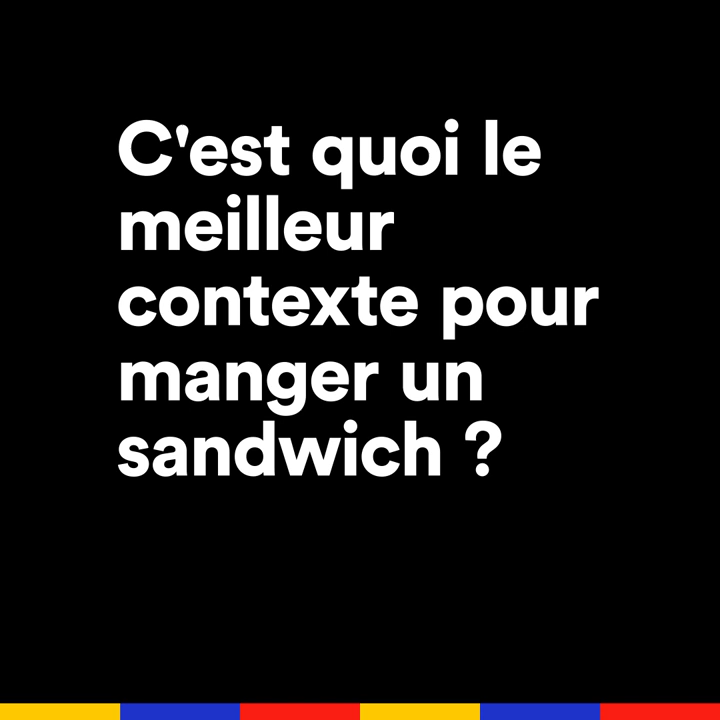 C'est quoi le
meilleur
contexte pour
manger un
sandwich ?